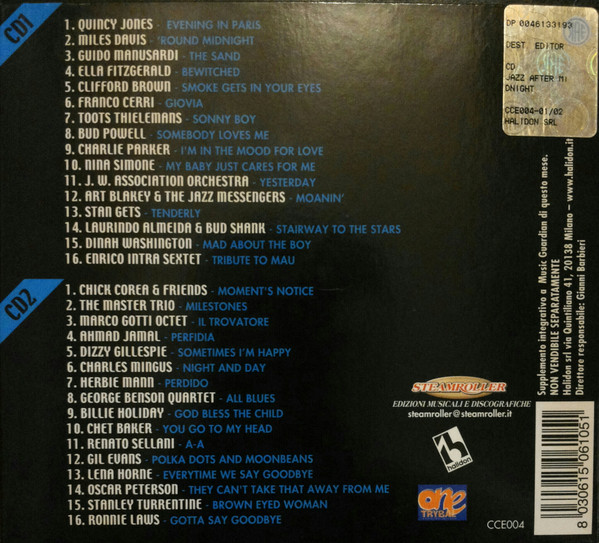 CD1
1. QUINCY JONES - EVENING IN PARIS
2. MILES DAVIS - 'ROUND MIDNIGHT
3. GUIDO MANUSARDI - THE SAND
4. ELLA FITZGERALD - BEWITCHED
5. CLIFFORD BROWN - SMOKE GETS IN YOUR EYES
6. FRANCO CERRI - GIOVIA
7. TOOTS THIELEMANS - SONNY BOY
8. BUD POWELL - SOMEBODY LOVES ME
9. CHARLIE PARKER - I'M IN THE MOOD FOR LOVE
10. NINA SIMONE - MY BABY JUST CARES FOR ME
11. J. W. ASSOCIATION ORCHESTRA - YESTERDAY
12. ART BLAKEY & THE JAZZ MESSENGERS - MOANIN'
13. STAN GETS - TENDERLY
14. LAURINDO ALMEIDA & BUD SHANK - STAIRWAY TO THE STARS
15. DINAH WASHINGTON - MAD ABOUT THE BOY
16. ENRICO INTRA SEXTET - TRIBUTE TO MAU
CD2
1. CHICK COREA & FRIENDS - MOMENT'S NOTICE
2. THE MASTER TRIO - MILESTONES
3. MARCO GOTTI OCTET - IL TROVATORE
4. AHMAD JAMAL - PERFIDIA
5. DIZZY GILLESPIE - SOMETIMES I'M HAPPY
6. CHARLES MINGUS - NIGHT AND DAY
7. HERBIE MANN - PERDIDO
8. GEORGE BENSON QUARTET - ALL BLUES
9. BILLIE HOLIDAY - GOD BLESS THE CHILD
10. CHET BAKER - YOU GO TO MY HEAD
11. RENATO SELLANI - A-A
12. GIL EVANS - POLKA DOTS AND MOONBEANS
13. LENA HORNE - EVERYTIME WE SAY GOODBYE
14. OSCAR PETERSON - THEY CAN'T TAKE THAT AWAY FROM ME
15. STANLEY TURRENTINE - BROWN EYED WOMAN
16. RONNIE LAWS - GOTTA SAY GOODBYE
DP 0046133193
DEST. EDITOR
CD
JAZZ AFTER MI
DNIGHT
CCE004-01/02
HALIDON SRL
Supplemento integrativo a Music Guardian di questo mese.
NON VENDIBILE SEPARATAMENTE
Halidon srl via Quintiliano 41, 20138 Milano – www.halidon.it
Direttore responsabile: Gianni Barbieri
STEAMROLLER
EDIZIONI MUSICALI E DISCOGRAFICHE
steamroller@steamroller.it
halidon
one
TRYBAL
CCE004
8 030615 061051